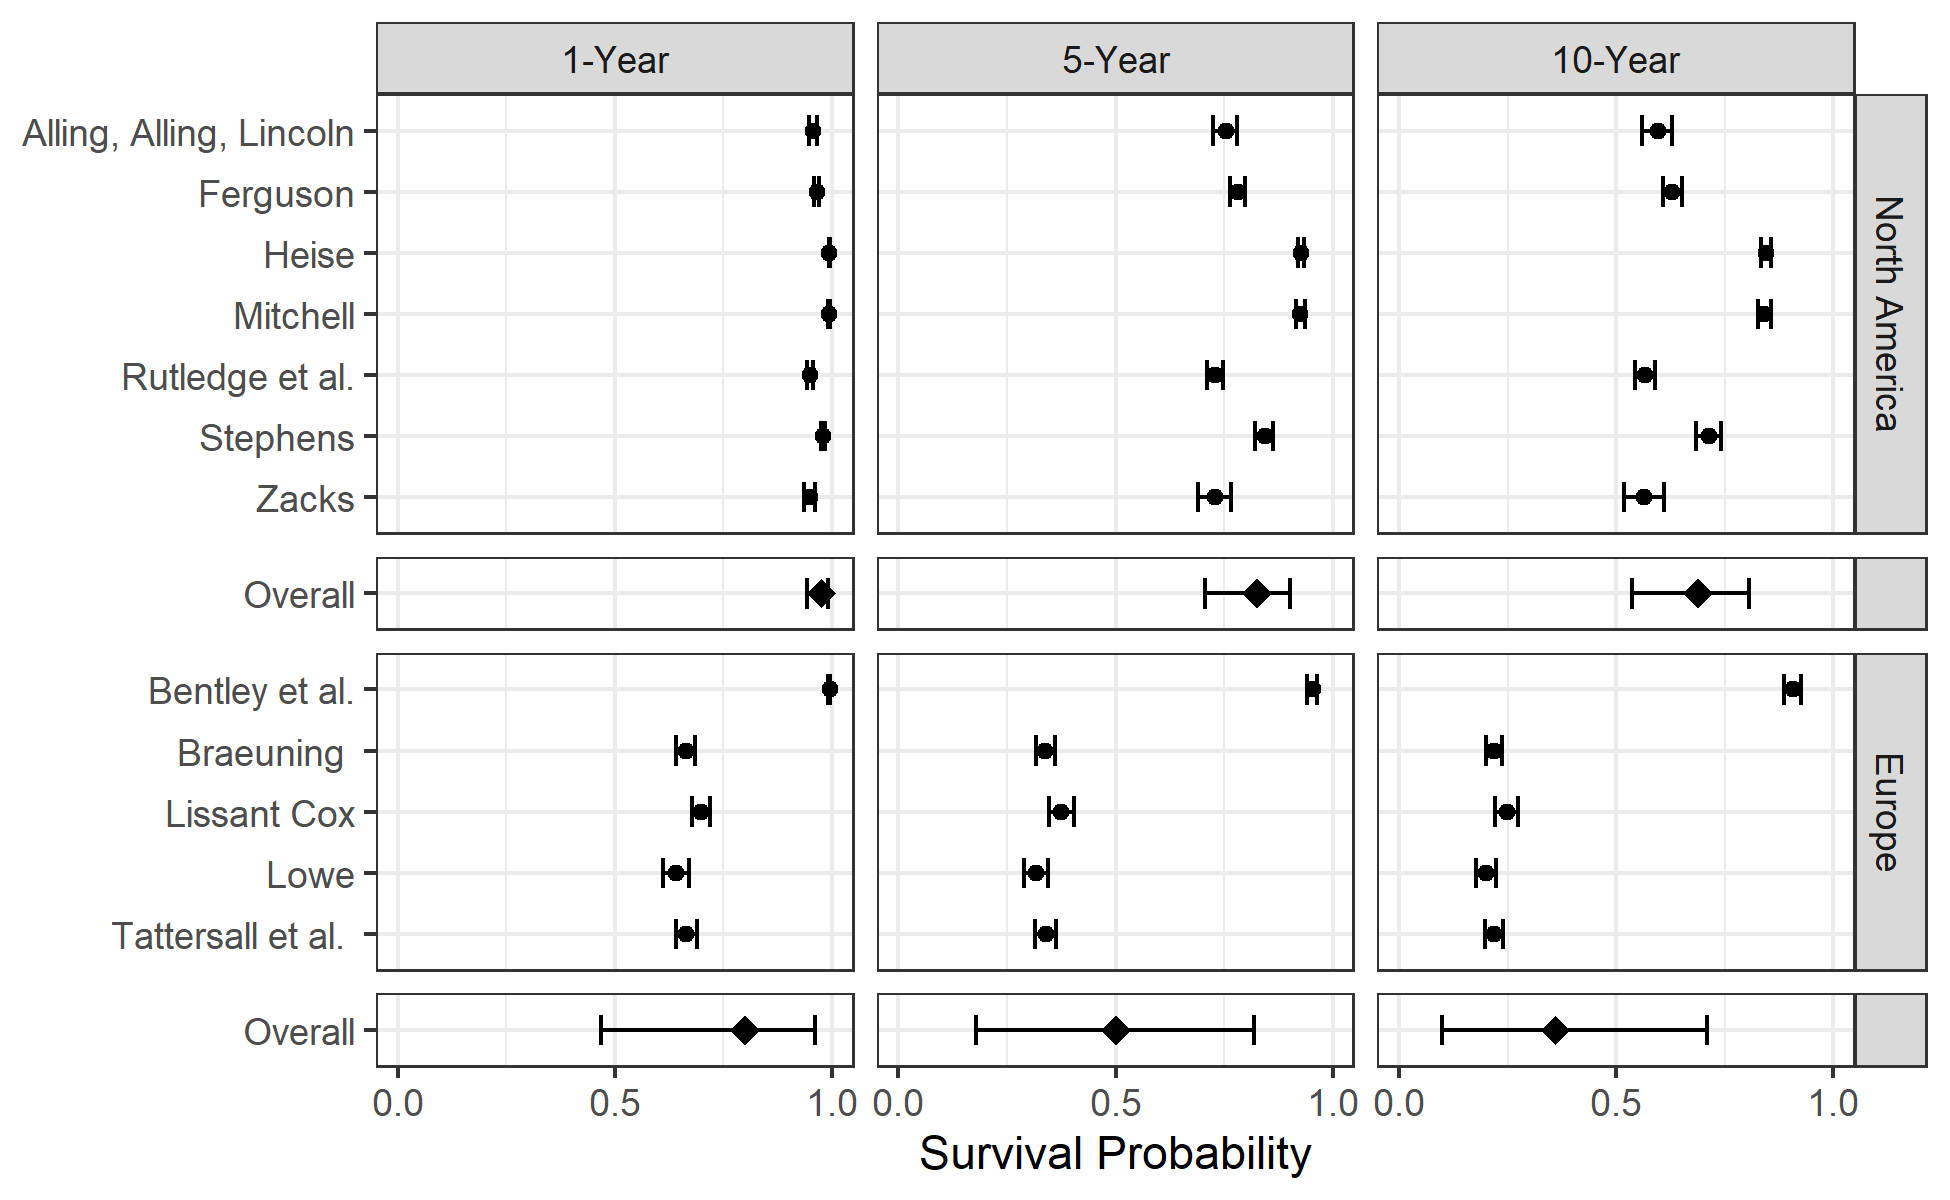 1-Year
5-Year
10-Year
Alling, Alling, Lincoln
Ferguson
Heise
Mitchell
Rutledge et al.
Stephens
Zacks
North America
Overall
Bentley et al.
Braeuning
Lissant Cox
Lowe
Tattersall et al.
Europe
Overall
0.0 0.5 1.0 0.0 0.5 1.0 0.0 0.5 1.0
Survival Probability